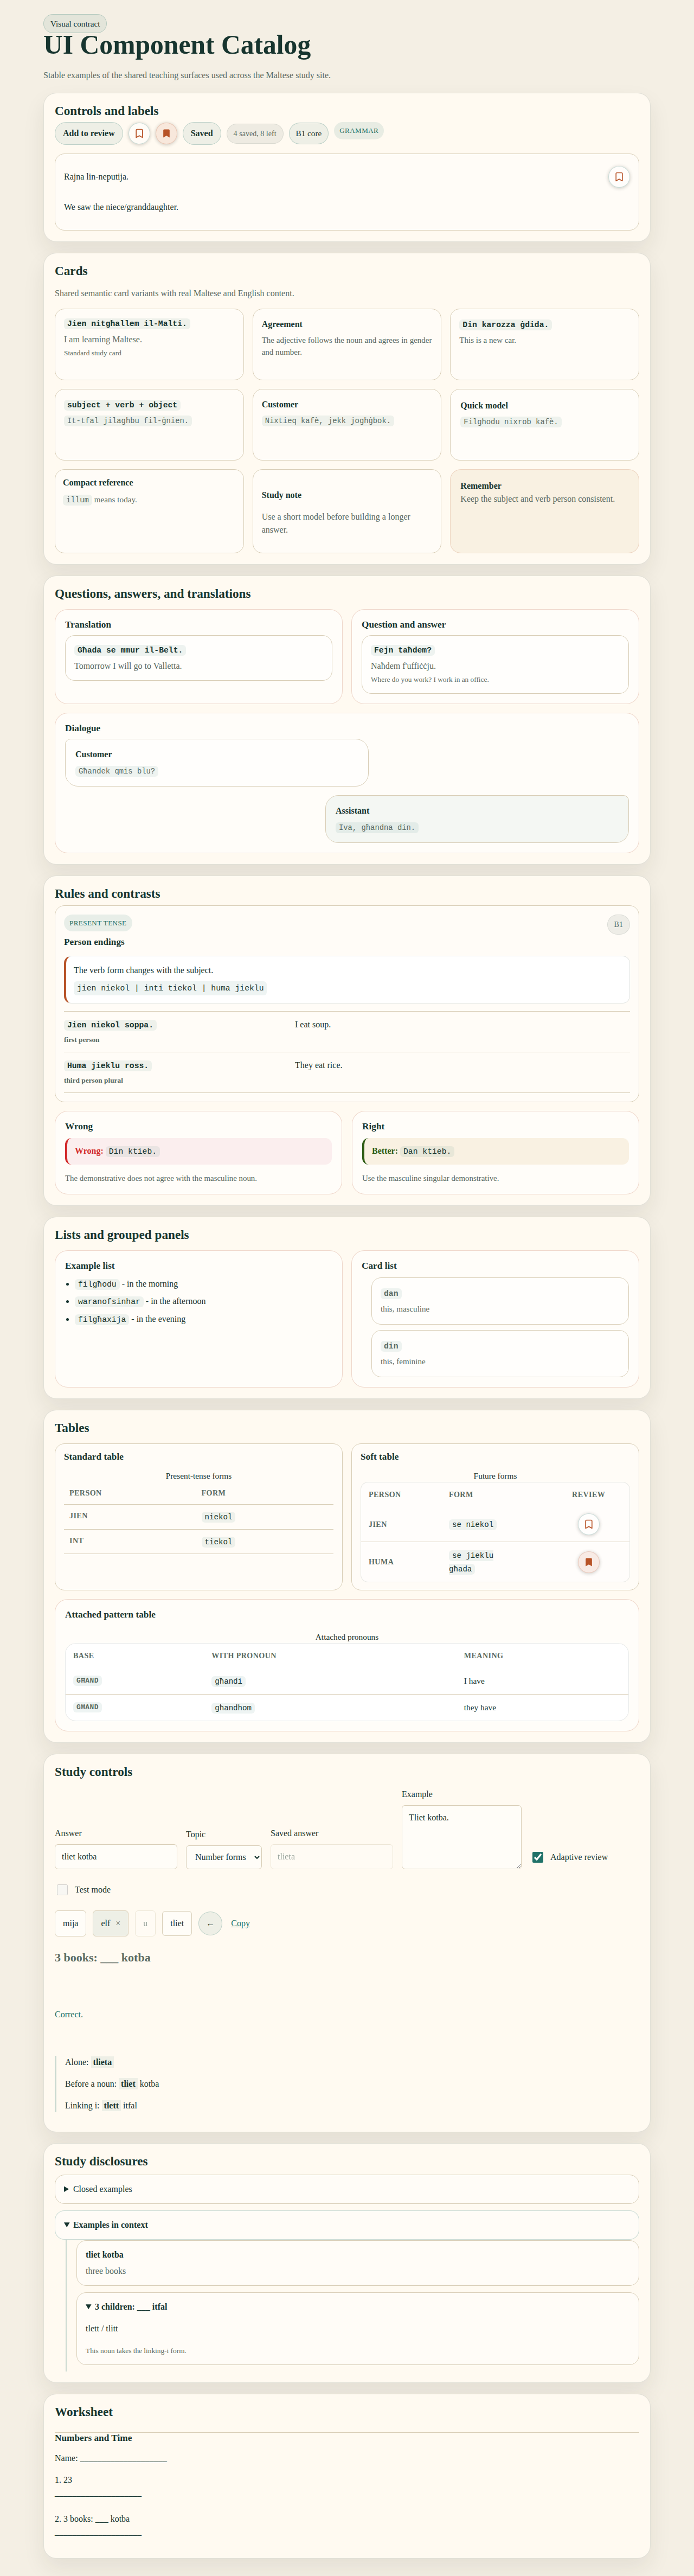 Visual contract
UI Component Catalog
Stable examples of the shared teaching surfaces used across the Maltese study site.
Controls and labels
Add to review
Saved
4 saved, 8 left
B1 core
GRAMMAR
Rajna lin-neputija.
We saw the niece/granddaughter.
Cards
Shared semantic card variants with real Maltese and English content.
Jien nitgħallem il-Malti.
I am learning Maltese.
Standard study card
Agreement
The adjective follows the noun and agrees in gender
and number.
Din karozza ġdida.
This is a new car.
subject + verb + object
It-tfal jilagħbu fil-ġnien.
Customer
Nixtieq kafè, jekk jogħġbok.
Quick model
Filgħodu nixrob kafè.
Compact reference
illum means today.
Study note
Use a short model before building a longer
answer.
Remember
Keep the subject and verb person consistent.
Questions, answers, and translations
Translation
Għada se mmur il-Belt.
Tomorrow I will go to Valletta.
Question and answer
Fejn taħdem?
Naħdem f'uffiċċju.
Where do you work? I work in an office.
Dialogue
Customer
Għandek qmis blu?
Assistant
Iva, għandna din.
Rules and contrasts
PRESENT TENSE
B1
Person endings
The verb form changes with the subject.
jien niekol | inti tiekol | huma jieklu
Jien niekol soppa.
I eat soup.
first person
Huma jieklu ross.
They eat rice.
third person plural
Wrong
Wrong: Din ktieb.
The demonstrative does not agree with the masculine noun.
Right
Better: Dan ktieb.
Use the masculine singular demonstrative.
Lists and grouped panels
Example list
• filgħodu - in the morning
• waranofsinhar - in the afternoon
• filgħaxija - in the evening
Card list
dan
this, masculine
din
this, feminine
Tables
Standard table
Present-tense forms
PERSON FORM
JIEN niekol
INT tiekol
Soft table
Future forms
PERSON FORM REVIEW
JIEN se niekol
HUMA se jieklu
għada
Attached pattern table
Attached pronouns
BASE WITH PRONOUN MEANING
GĦAND għandi I have
GĦAND għandhom they have
Study controls
Answer
tliet kotba
Topic
Number forms
Saved answer
tlieta
Example
Tliet kotba.
Adaptive review
Test mode
mija
elf ×
u
tliet
←
Copy
3 books: ___ kotba
Correct.
Alone: tlieta
Before a noun: tliet kotba
Linking i: tlett itfal
Study disclosures
Closed examples
Examples in context
tliet kotba
three books
3 children: ___ itfal
tlett / tlitt
This noun takes the linking-i form.
Worksheet
Numbers and Time
Name: ____________________
1. 23
____________________
2. 3 books: ___ kotba
____________________